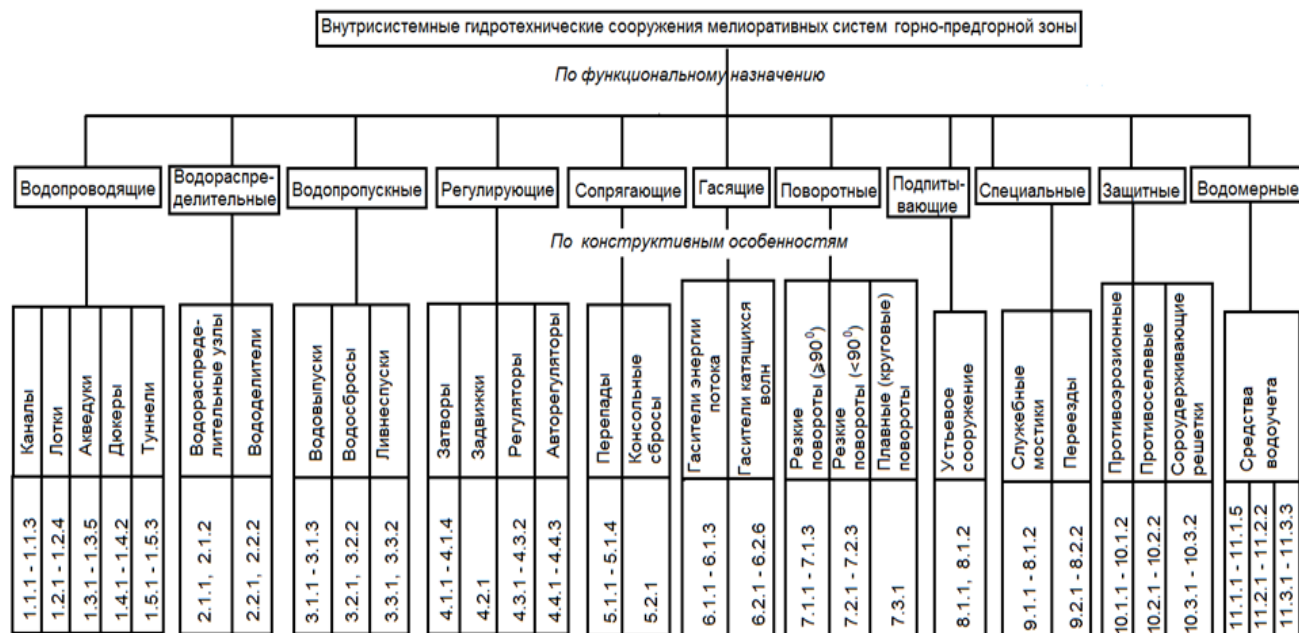 Внутрисистемные гидротехнические сооружения мелиоративных систем горно-предгорной зоны
По функциональному назначению
Водопроводящие
Водораспре-
делительные
Водопропускные
Регулирующие
Сопрягающие
Гасящие
Поворотные
Подпиты-
вающие
Специальные
Защитные
Водомерные
По конструктивным особенностям
Каналы
Лотки
Акведуки
Дюкеры
Туннели
Водораспреде-
лительные узлы
Вододелители
Водовыпуски
Водосбросы
Ливнеспуски
Затворы
Задвижки
Регуляторы
Авторегуляторы
Перепады
Консольные
сбросы
Гасители энергии
потока
Гасители катящихся
волн
Резкие
повороты (⩾90⁰)
Резкие
повороты (<90⁰)
Плавные (круговые)
повороты
Устьевое
сооружение
Служебные
мостики
Переезды
Противоэрозионные
Противоселевые
Сороудерживающие
решетки
Средства
водоучета
1.1.1 - 1.1.3
1.2.1 - 1.2.4
1.3.1 - 1.3.5
1.4.1 - 1.4.2
1.5.1 - 1.5.3
2.1.1, 2.1.2
2.2.1, 2.2.2
3.1.1 - 3.1.3
3.2.1, 3.2.2
3.3.1, 3.3.2
4.1.1 - 4.1.4
4.2.1
4.3.1 - 4.3.2
4.4.1 - 4.4.3
5.1.1 - 5.1.4
5.2.1
6.1.1 - 6.1.3
6.2.1 - 6.2.6
7.1.1 - 7.1.3
7.2.1 - 7.2.3
7.3.1
8.1.1, 8.1.2
9.1.1 - 8.1.2
9.2.1 - 8.2.2
10.1.1 - 10.1.2
10.2.1 - 10.2.2
10.3.1 - 10.3.2
11.1.1 - 11.1.5
11.2.1 - 11.2.2
11.3.1 - 11.3.3